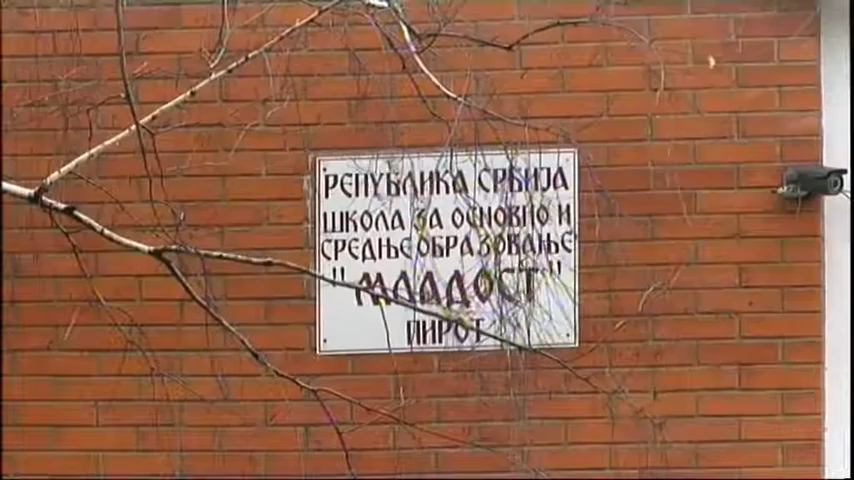 РЕПУБЛИКА СРБИЈА
ШКОЛА ЗА ОСНОВНО И
СРЕДЊЕ ОБРАЗОВАЊЕ
"МЛАДОСТ"
ПИРОТ